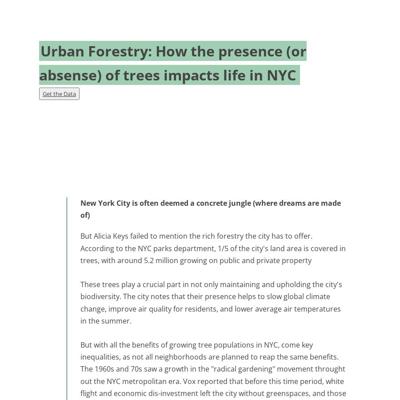 Urban Forestry: How the presence (or
absense) of trees impacts life in NYC
Get the Data
New York City is often deemed a concrete jungle (where dreams are made
of)
But Alicia Keys failed to mention the rich forestry the city has to offer.
According to the NYC parks department, 1/5 of the city's land area is covered in
trees, with around 5.2 million growing on public and private property
These trees play a crucial part in not only maintaining and upholding the city's
biodiversity. The city notes that their presence helps to slow global climate
change, improve air quality for residents, and lower average air temperatures
in the summer.
But with all the benefits of growing tree populations in NYC, come key
inequalities, as not all neighborhoods are planned to reap the same benefits.
The 1960s and 70s saw a growth in the "radical gardening" movement throught
out the NYC metropolitan era. Vox reported that before this time period, white
flight and economic dis-investment left the city without greenspaces, and those